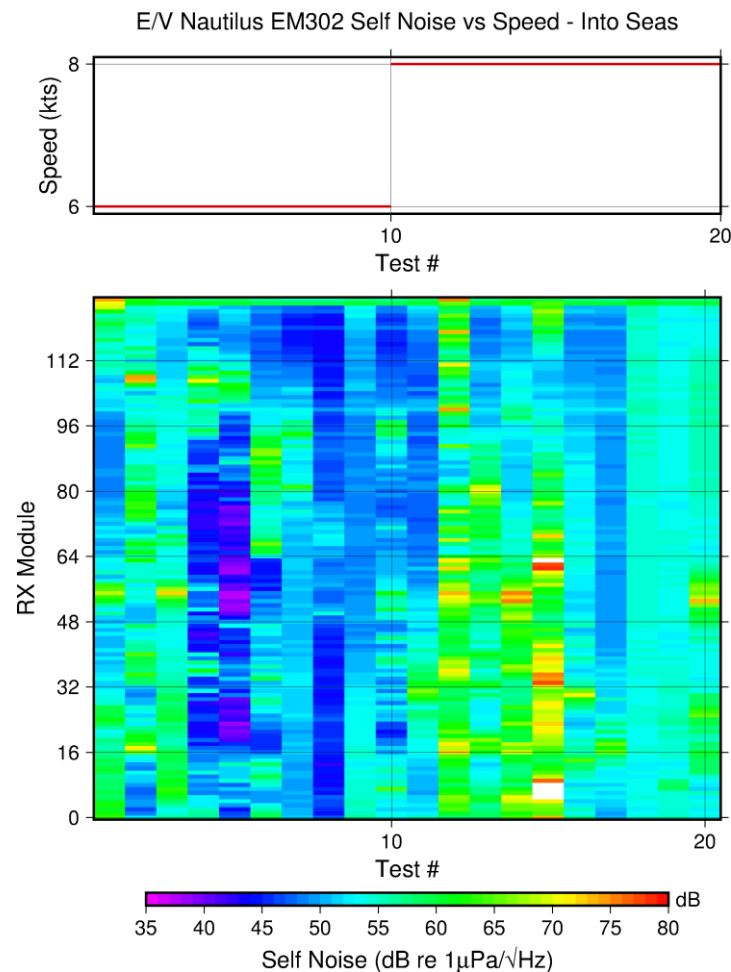 E/V Nautilus EM302 Self Noise vs Speed - Into Seas
8
6
Speed (kts)
10 20
Test #
112
96
80
64
48
32
16
0
RX Module
10 20
Test #
dB
35 40 45 50 55 60 65 70 75 80
Self Noise (dB re 1μPa/√Hz)